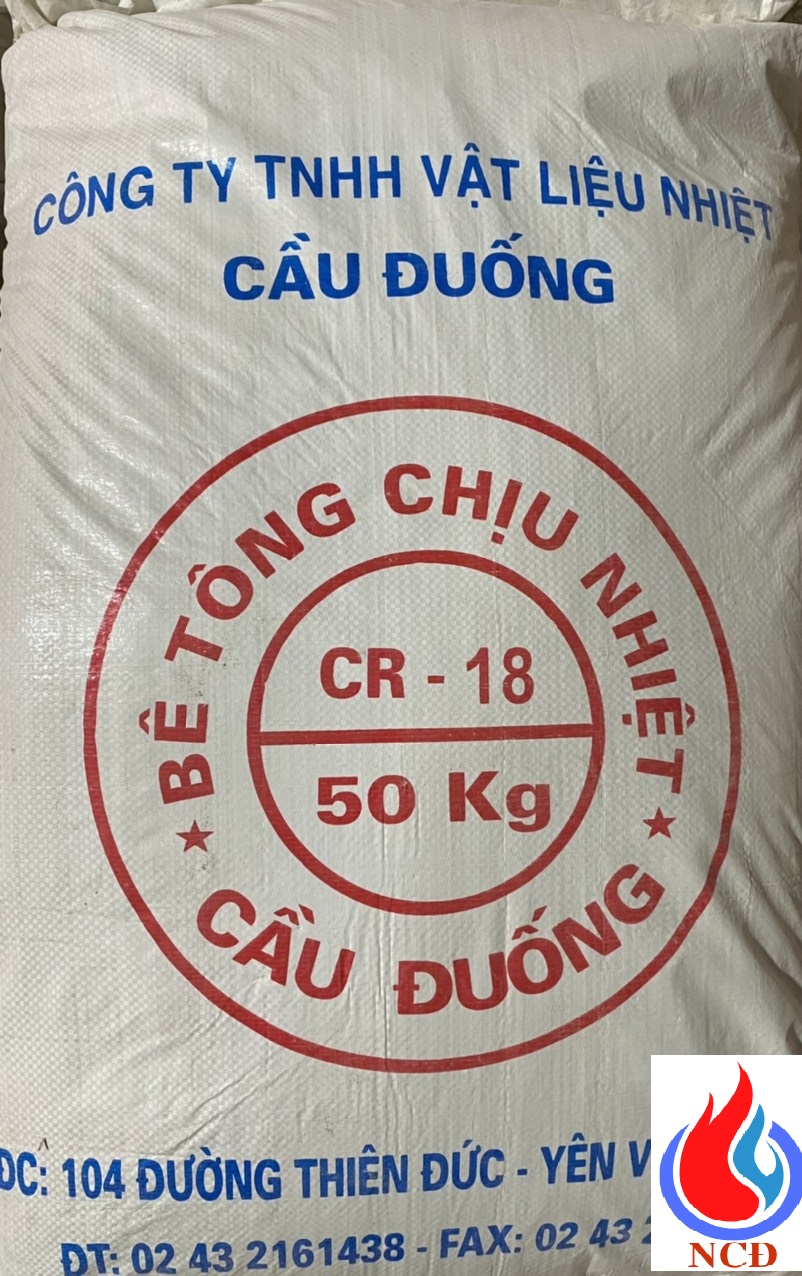 CÔNG TY TNHH VẬT LIỆU NHIỆT
CẦU ĐUỐNG
BÊ TÔNG CHỊU NHIỆT
CR - 18
50 Kg
CẦU ĐUỐNG
ĐC: 104 ĐƯỜNG THIÊN ĐỨC - YÊN
ĐT: 02 43 2161438 - FAX: 02 43
NCĐ